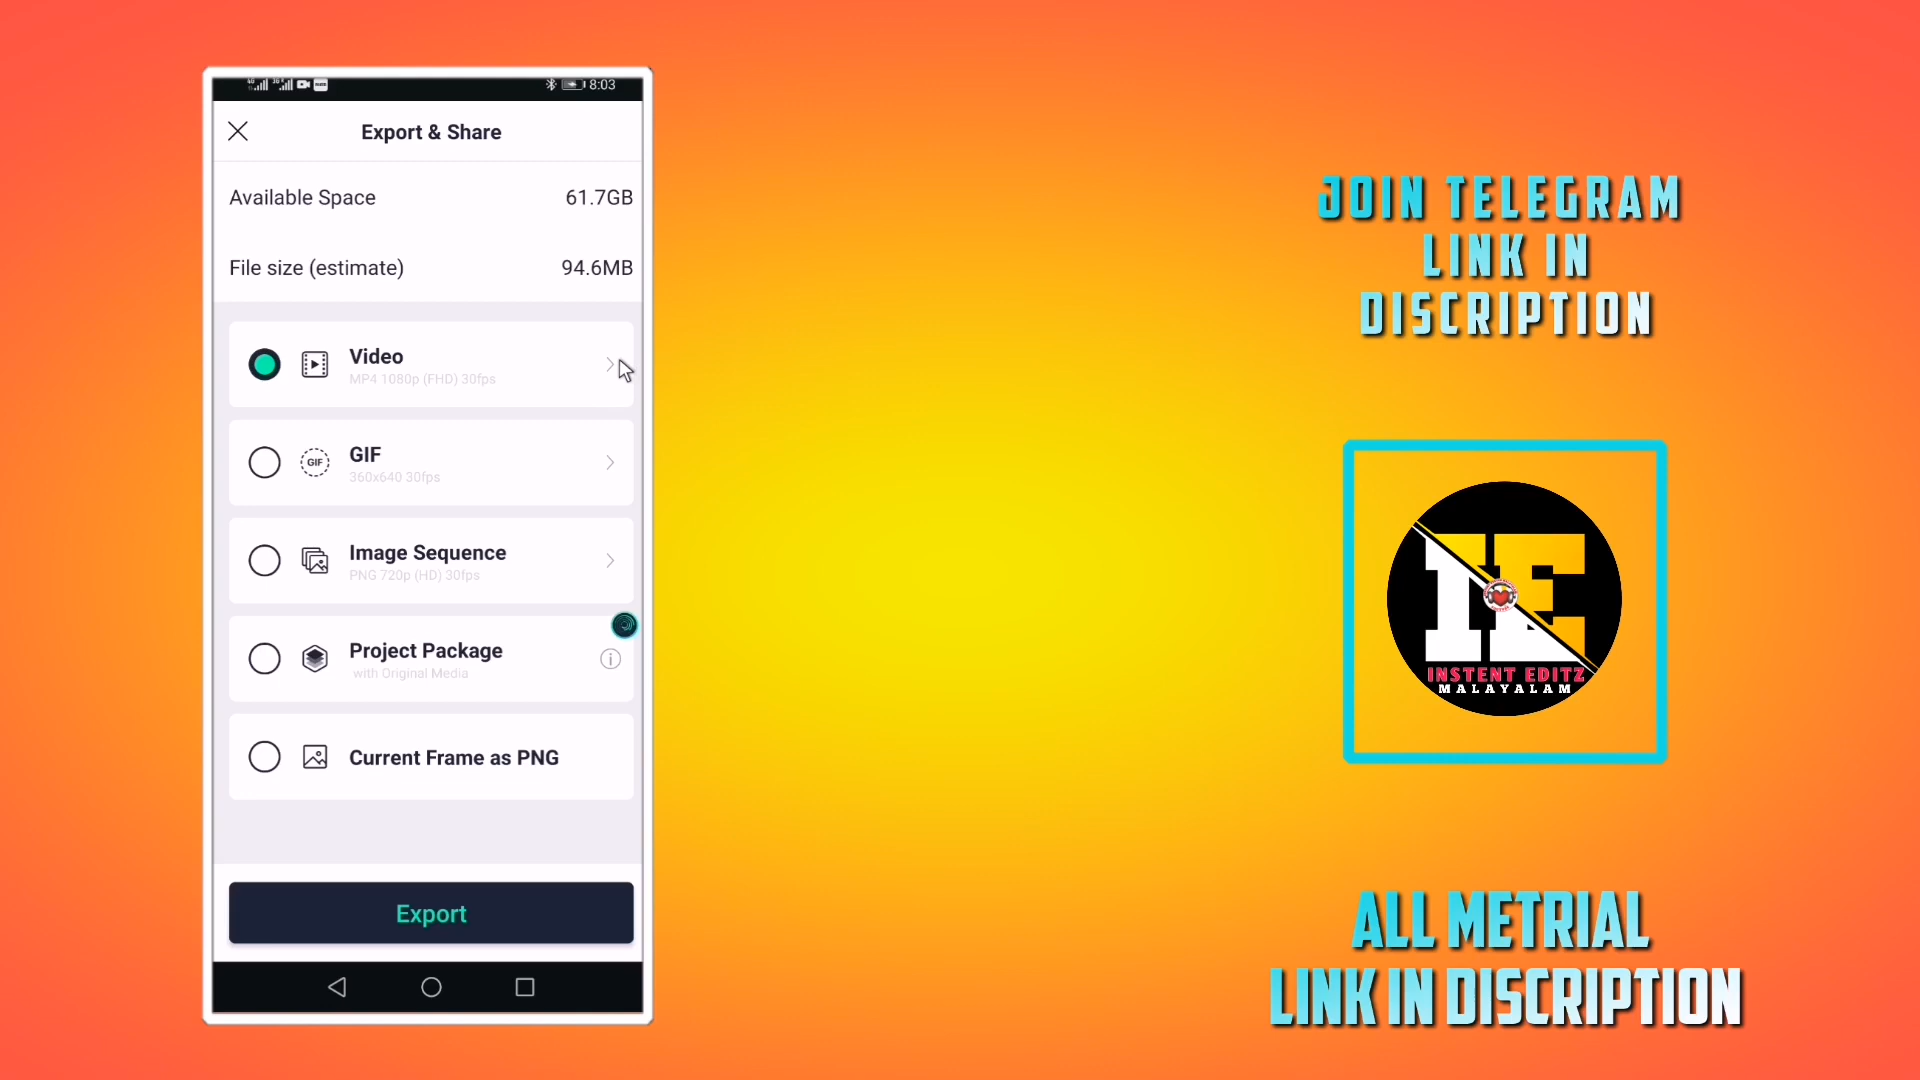 8:03
Export & Share
Available Space 61.7GB
File size (estimate) 94.6MB
Video
MP4 1080p (FHD) 30fps
GIF
GIF
360x640 30fps
Image Sequence
PNG 720p (HD) 30fps
Project Package
with Original Media
Current Frame as PNG
Export
JOIN TELEGRAM
LINK IN
DISCRIPTION
IE
INSTENT EDITZ
MALAYALAM
ALL METRIAL
LINK IN DISCRIPTION